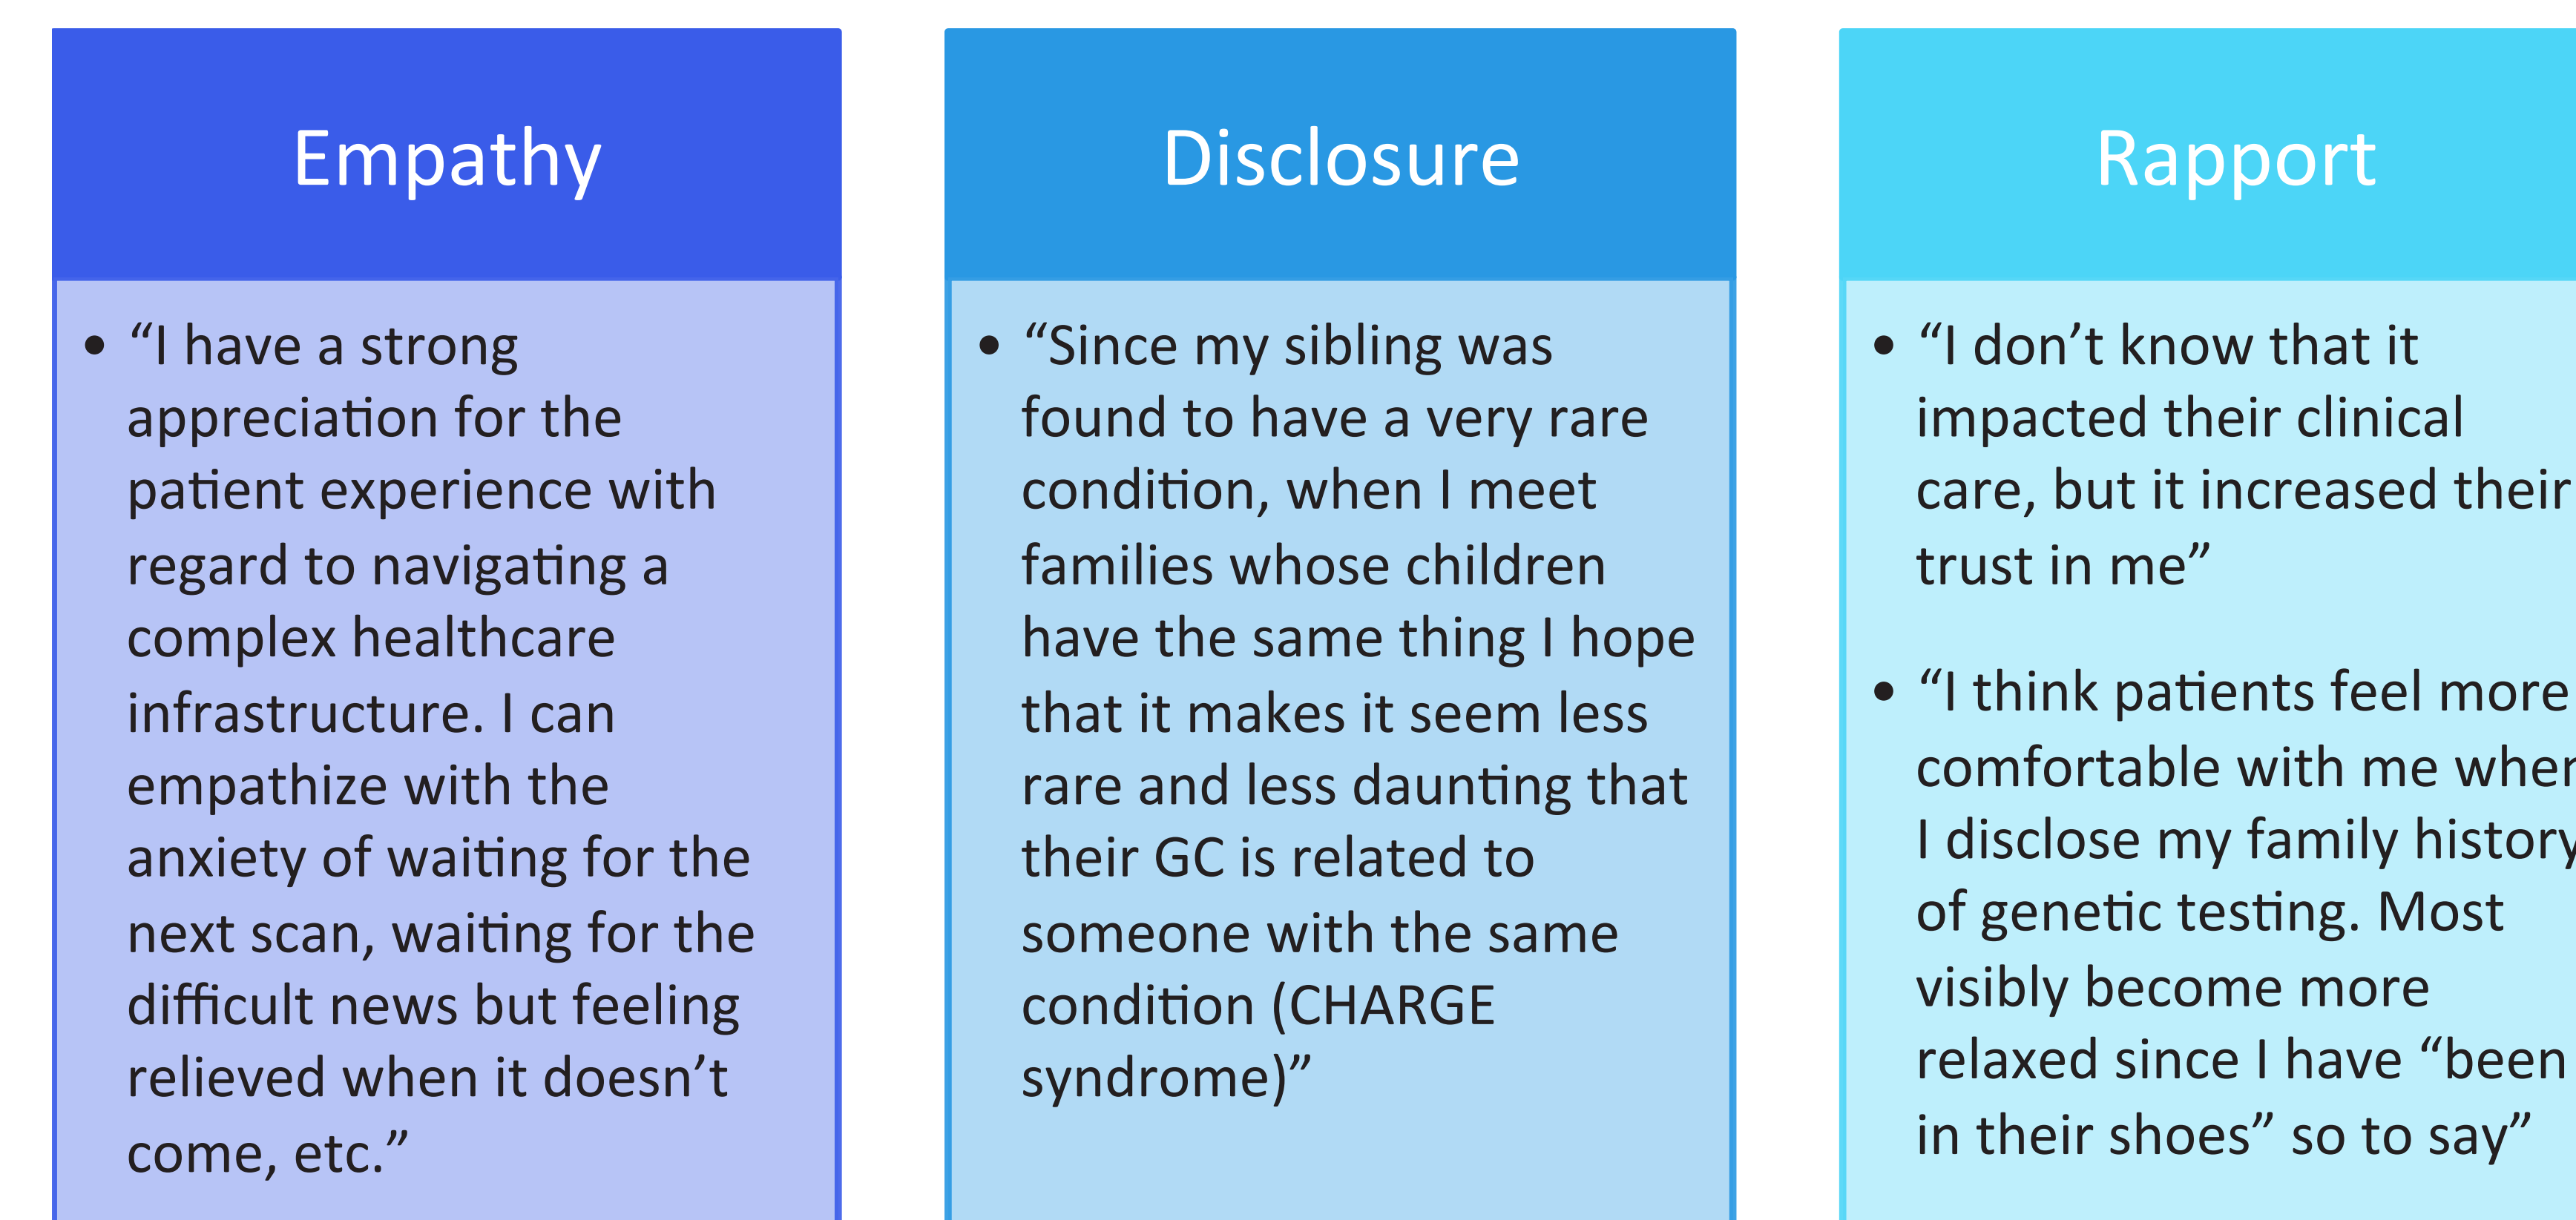 Empathy
• “I have a strong
appreciation for the
patient experience with
regard to navigating a
complex healthcare
infrastructure. I can
empathize with the
anxiety of waiting for the
next scan, waiting for the
difficult news but feeling
relieved when it doesn’t
come, etc.”
Disclosure
• “Since my sibling was
found to have a very rare
condition, when I meet
families whose children
have the same thing I hope
that it makes it seem less
rare and less daunting that
their GC is related to
someone with the same
condition (CHARGE
syndrome)”
Rapport
• “I don’t know that it
impacted their clinical
care, but it increased their
trust in me”
• “I think patients feel more
comfortable with me when
I disclose my family history
of genetic testing. Most
visibly become more
relaxed since I have “been
in their shoes” so to say”